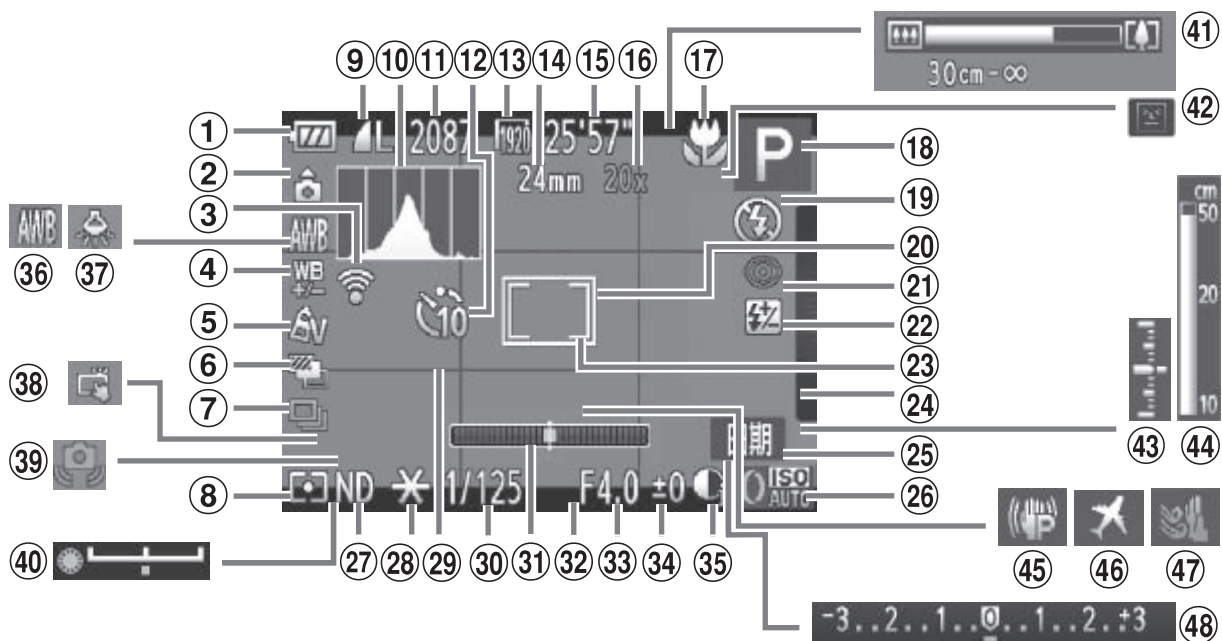 ⑨ ⑩ ⑪ ⑫ ⑬ ⑭ ⑮ ⑯ ⑰
㊶
30cm-∞
㊷
① L 2087 1920 25'57" P ⑱
24mm 20x
② ③ ⑲
AWB AWB
㊱ ㊲
④ WB +/- ⑳
㉑
10
⑤ V ㉒
⑥ ㉓
㊳ ⑦ ㉔
日期 ㉕
cm
50
20
10
㊸ ㊹
㊴
⑧ ND 1/125 F4.0 ±0 ISO AUTO ㉖
㊵ ㉗ ㉘ ㉙ ㉚ ㉛ ㉜ ㉝ ㉞ ㉟
P
㊺ ㊻ ㊼
-3..2..1..0..1..2.+3 ㊽